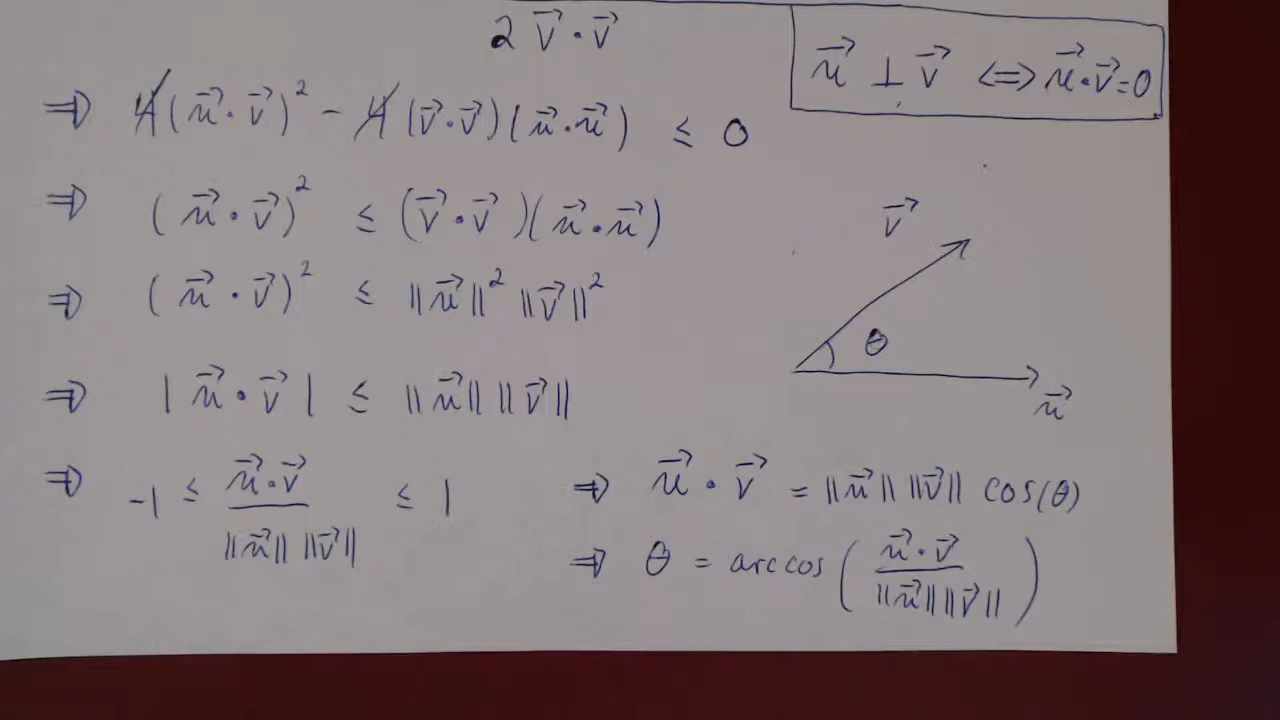 2 v⃗ · v⃗
u⃗ ⊥ v⃗ ⇔ u⃗ · v⃗ = 0
⇒ 4(u⃗ · v⃗)² − 4(v⃗ · v⃗)(u⃗ · u⃗) ≤ 0
⇒ (u⃗ · v⃗)² ≤ (v⃗ · v⃗)(u⃗ · u⃗)
⇒ (u⃗ · v⃗)² ≤ ||u⃗||² ||v⃗||²
⇒ |u⃗ · v⃗| ≤ ||u⃗|| ||v⃗||
⇒ -1 ≤ u⃗ · v⃗ / ||u⃗|| ||v⃗|| ≤ 1
v⃗
θ
u⃗
⇒ u⃗ · v⃗ = ||u⃗|| ||v⃗|| cos(θ)
⇒ θ = arccos( u⃗ · v⃗ / ||u⃗|| ||v⃗|| )